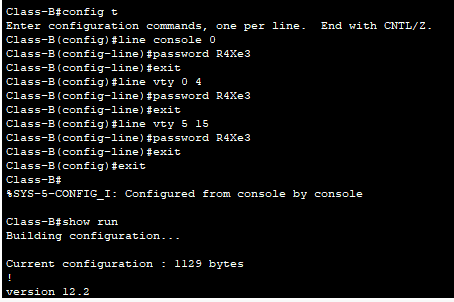 Class-B#config t
Enter configuration commands, one per line.  End with CNTL/Z.
Class-B(config)#line console 0
Class-B(config-line)#password R4Xe3
Class-B(config-line)#exit
Class-B(config)#line vty 0 4
Class-B(config-line)#password R4Xe3
Class-B(config-line)#exit
Class-B(config)#line vty 5 15
Class-B(config-line)#password R4Xe3
Class-B(config-line)#exit
Class-B(config)#exit
Class-B#
%SYS-5-CONFIG_I: Configured from console by console
Class-B#show run
Building configuration...
Current configuration : 1129 bytes
!
version 12.2